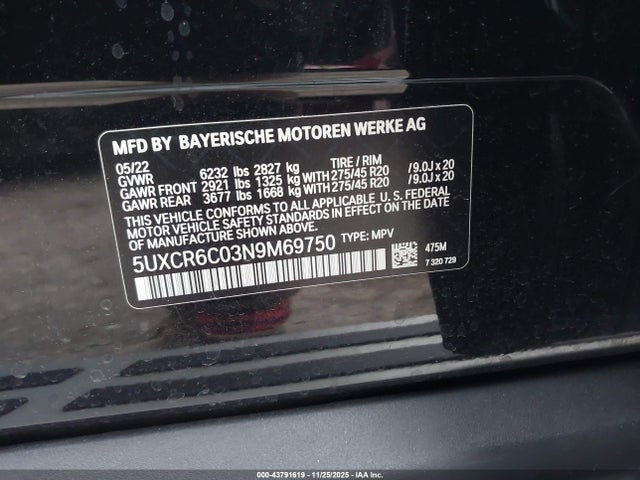 MFD BY BAYERISCHE MOTOREN WERKE AG
05/22
GVWR 6232 lbs 2827 kg TIRE / RIM
GAWR FRONT 2921 lbs 1325 kg WITH 275/45 R20 / 9.0J x 20
GAWR REAR 3677 lbs 1668 kg WITH 275/45 R20 / 9.0J x 20
THIS VEHICLE CONFORMS TO ALL APPLICABLE U.S. FEDERAL
MOTOR VEHICLE SAFETY STANDARDS IN EFFECT ON THE
DATE OF MANUFACTURE SHOWN ABOVE.
5UXCR6C03N9M69750 TYPE: MPV
475M
7 320 729
000-43791619 - 11/25/2025 - IAA Inc.